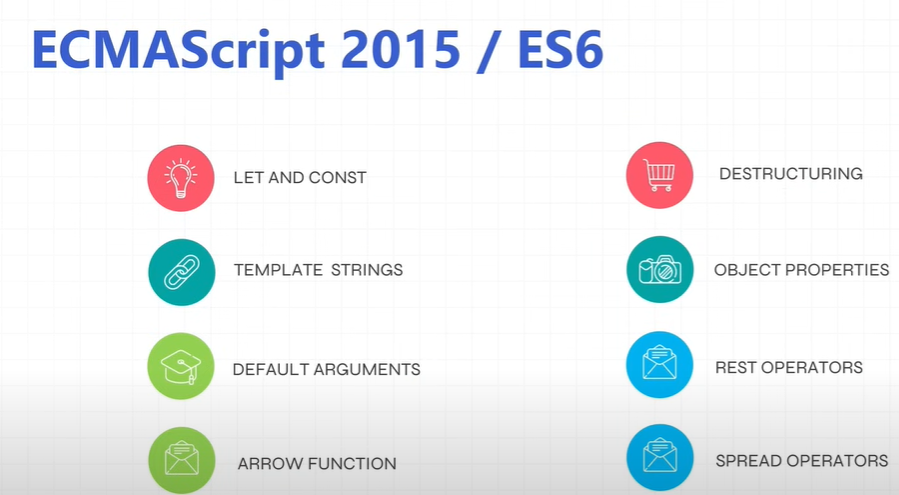 ECMAScript 2015 / ES6
LET AND CONST
TEMPLATE STRINGS
DEFAULT ARGUMENTS
ARROW FUNCTION
DESTRUCTURING
OBJECT PROPERTIES
REST OPERATORS
SPREAD OPERATORS